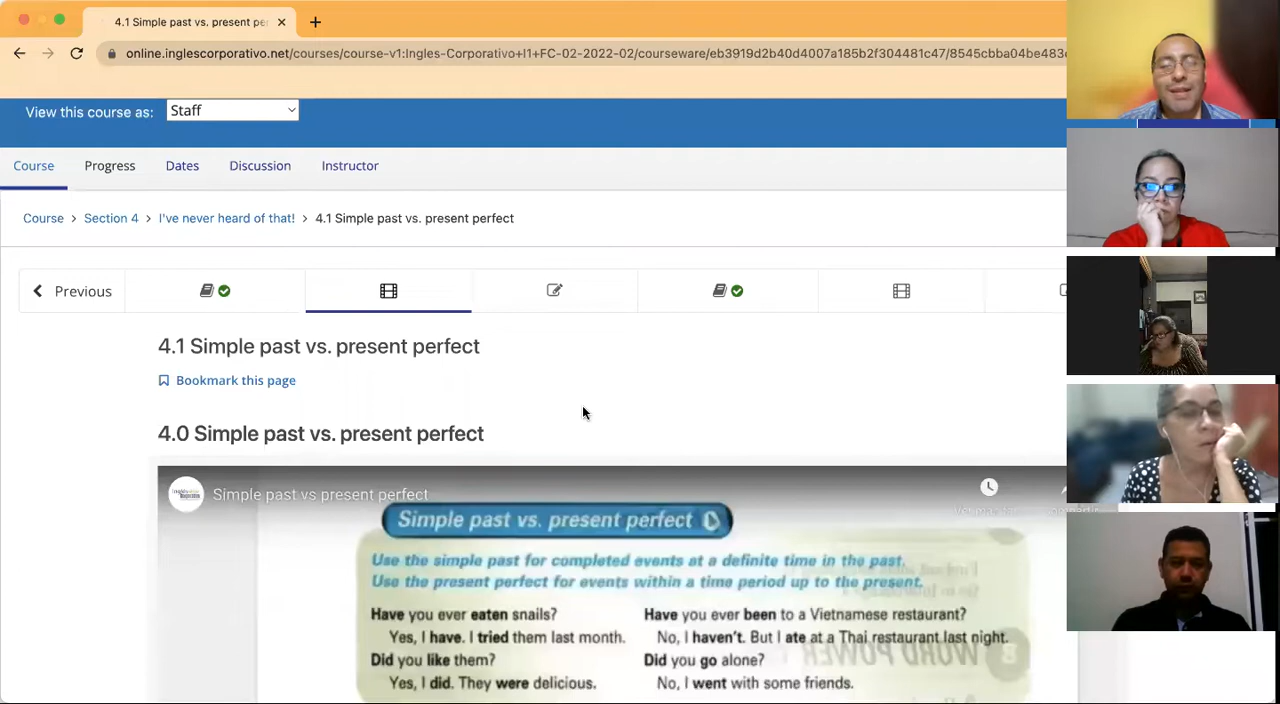 4.1 Simple past vs. present per
online.inglescorporativo.net/courses/course-v1:Ingles-Corporativo+I1+FC-02-2022-02/courseware/eb3919d2b40d4007a185b2f304481c47/8545cbba04be483
View this course as: Staff
Course Progress Dates Discussion Instructor
Course > Section 4 > I've never heard of that! > 4.1 Simple past vs. present perfect
Previous
4.1 Simple past vs. present perfect
Bookmark this page
4.0 Simple past vs. present perfect
Simple past vs present perfect
Simple past vs. present perfect
Use the simple past for completed events at a definite time in the past.
Use the present perfect for events within a time period up to the present.
Have you ever eaten snails?
Yes, I have. I tried them last month.
Did you like them?
Yes, I did. They were delicious.
Have you ever been to a Vietnamese restaurant?
No, I haven't. But I ate at a Thai restaurant last night.
Did you go alone?
No, I went with some friends.
WORD POWER